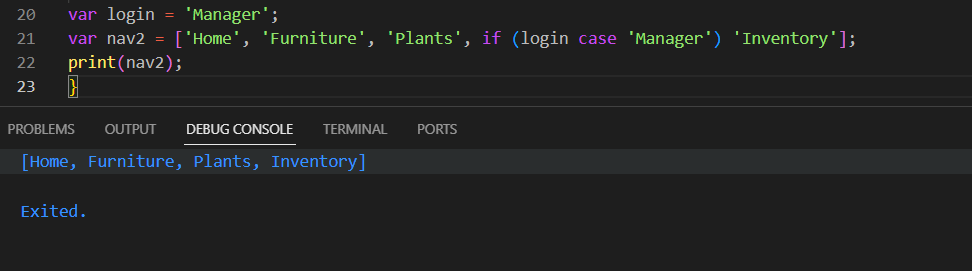 20 var login = 'Manager';
21 var nav2 = ['Home', 'Furniture', 'Plants', if (login case 'Manager') 'Inventory'];
22 print(nav2);
23 }
PROBLEMS OUTPUT DEBUG CONSOLE TERMINAL PORTS
[Home, Furniture, Plants, Inventory]
Exited.